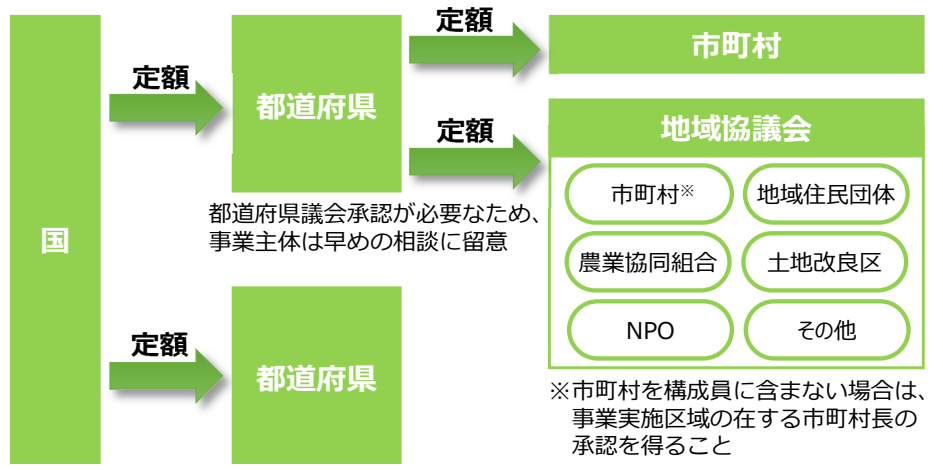 国
定額
都道府県
定額
市町村
定額
地域協議会
市町村※
地域住民団体
農業協同組合
土地改良区
NPO
その他
都道府県議会承認が必要なため、
事業主体は早めの相談に留意
※市町村を構成員に含まない場合は、
事業実施区域の在する市町村長の
承認を得ること
定額
都道府県